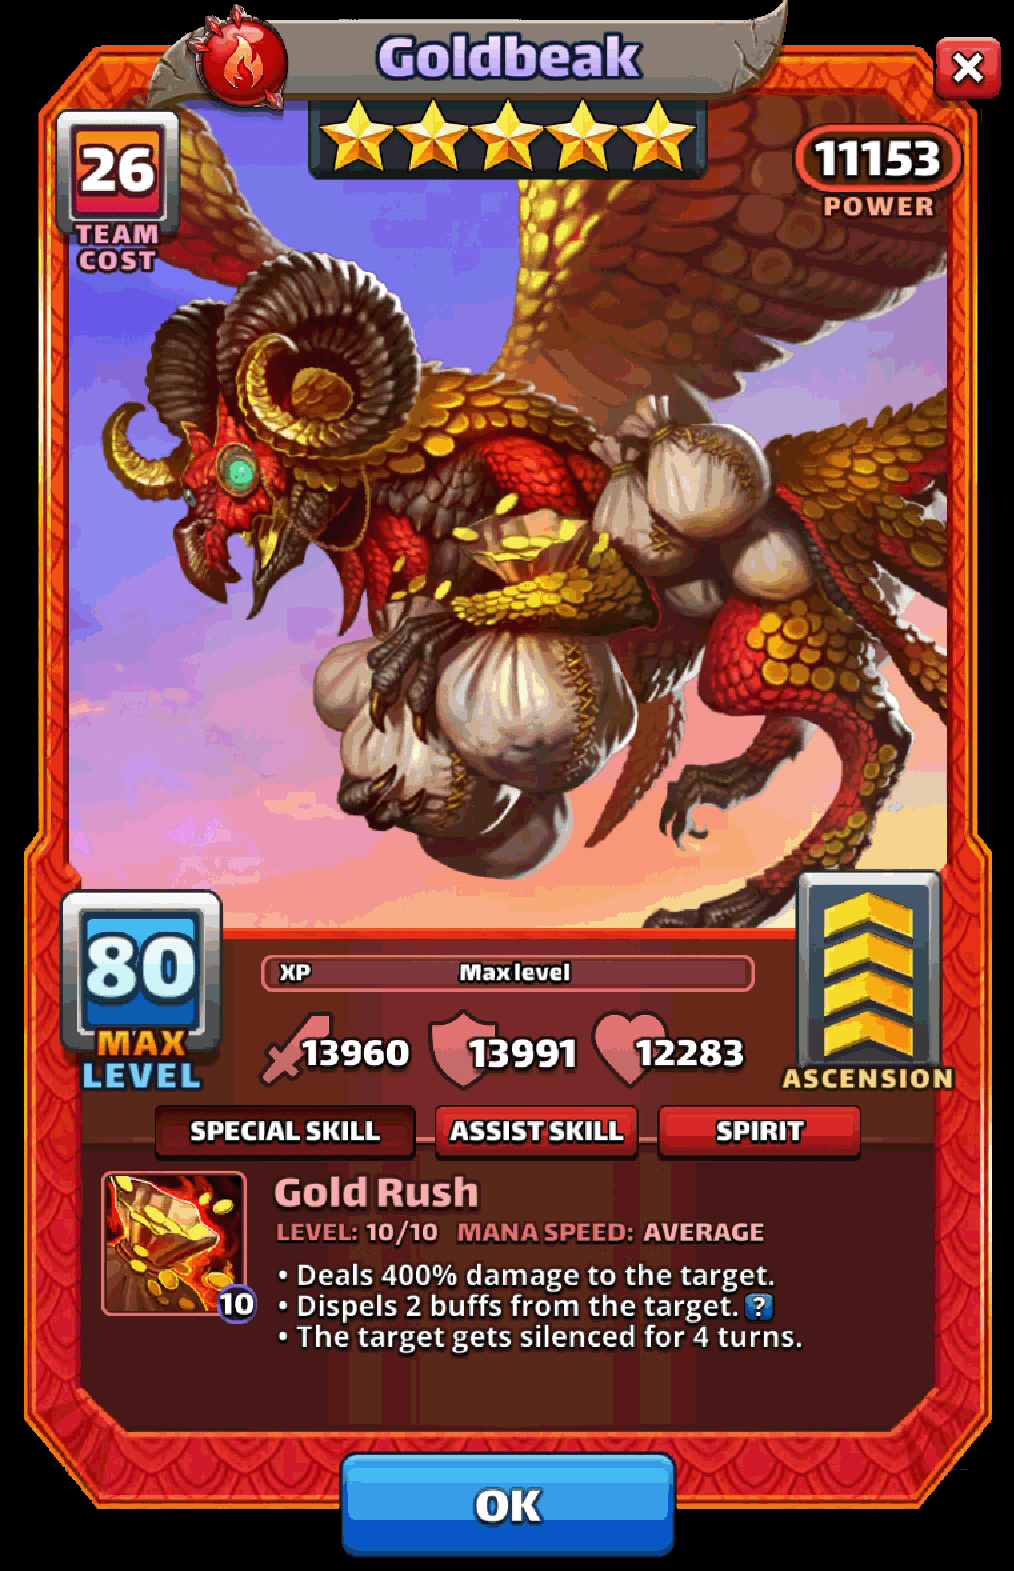 Goldbeak
26
TEAM
COST
11153
POWER
80
MAX
LEVEL
XP Max level
13960 13991 12283
ASCENSION
SPECIAL SKILL ASSIST SKILL SPIRIT
Gold Rush
LEVEL: 10/10 MANA SPEED: AVERAGE
10
• Deals 400% damage to the target.
• Dispels 2 buffs from the target. ?
• The target gets silenced for 4 turns.
OK